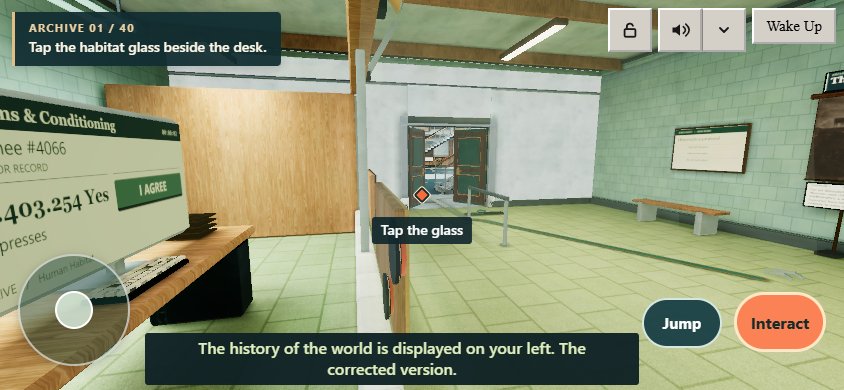 ARCHIVE 01 / 40
Tap the habitat glass beside the desk.
Wake Up
ns & Conditioning
nee #4066
OR RECORD
.403.254 Yes
I AGREE
presses
Human Habi
Tap the glass
Jump
Interact
The history of the world is displayed on your left. The
corrected version.